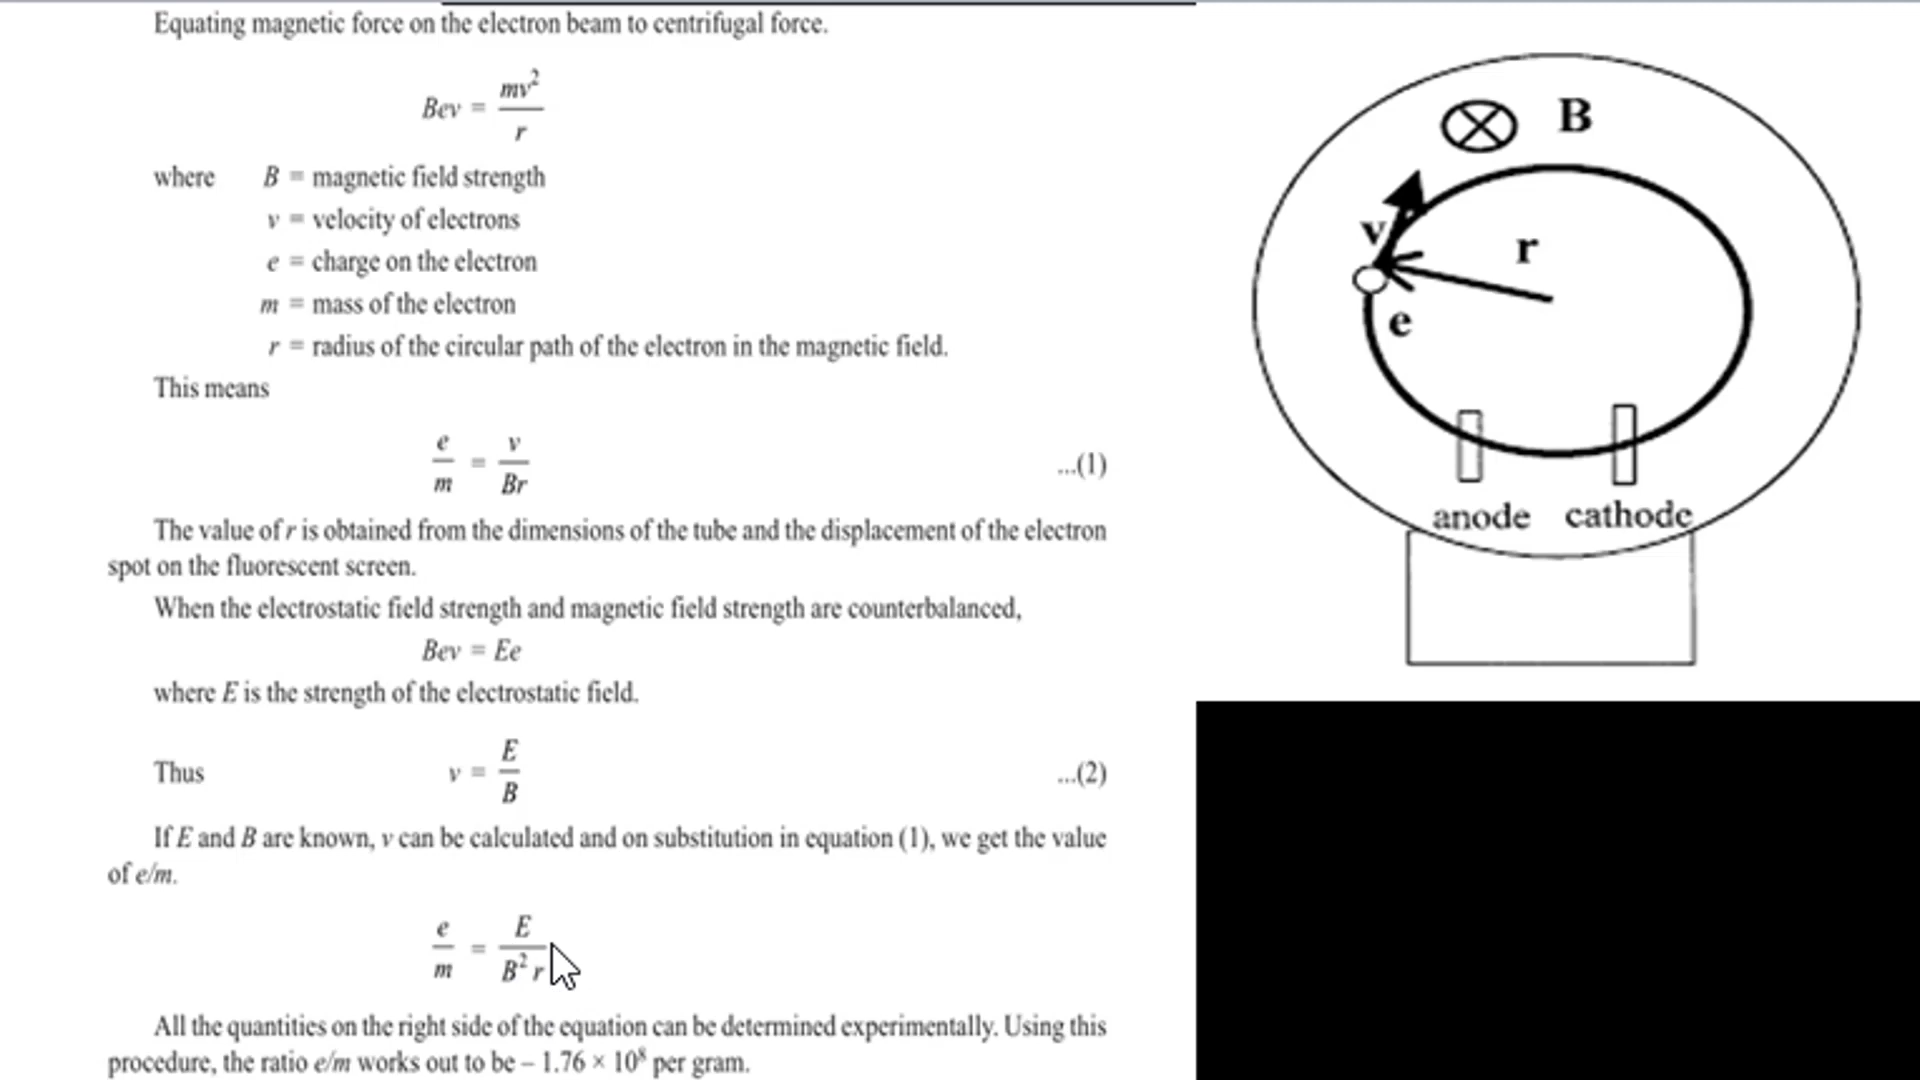 Equating magnetic force on the electron beam to centrifugal force.
Bev = mv²/r
where B = magnetic field strength
v = velocity of electrons
e = charge on the electron
m = mass of the electron
r = radius of the circular path of the electron in the magnetic field.
This means
e/m = v/Br ...(1)
The value of r is obtained from the dimensions of the tube and the displacement of the electron
spot on the fluorescent screen.
When the electrostatic field strength and magnetic field strength are counterbalanced,
Bev = Ee
where E is the strength of the electrostatic field.
Thus v = E/B ...(2)
If E and B are known, v can be calculated and on substitution in equation (1), we get the value
of e/m.
e/m = E/B² r
All the quantities on the right side of the equation can be determined experimentally. Using this
procedure, the ratio e/m works out to be – 1.76 × 10⁸ per gram.
B
v
r
e
anode cathode